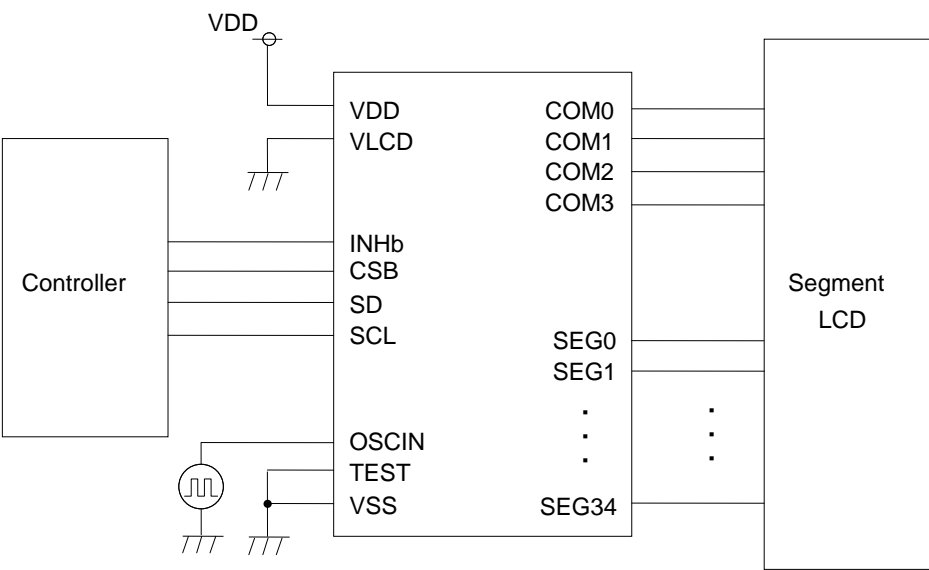 VDD
VDD
VLCD
INHb
CSB
SD
SCL
OSCIN
TEST
VSS
COM0
COM1
COM2
COM3
SEG0
SEG1
SEG34
Controller
Segment
LCD